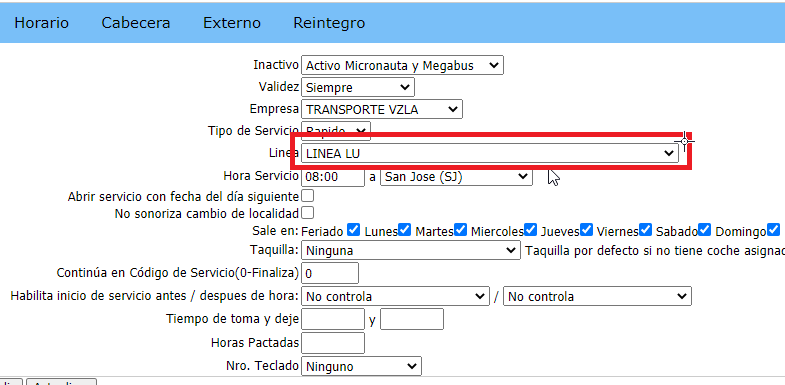 Horario Cabecera Externo Reintegro
Inactivo Activo Micronauta y Megabus
Validez Siempre
Empresa TRANSPORTE VZLA
Tipo de Servicio Rapido
Linea LINEA LU
Hora Servicio 08:00 a San Jose (SJ)
Abrir servicio con fecha del día siguiente
No sonoriza cambio de localidad
Sale en: Feriado Lunes Martes Miercoles Jueves Viernes Sabado Domingo
Taquilla: Ninguna Taquilla por defecto si no tiene coche asignad
Continúa en Código de Servicio(0-Finaliza) 0
Habilita inicio de servicio antes / despues de hora: No controla / No controla
Tiempo de toma y deje y
Horas Pactadas
Nro. Teclado Ninguno